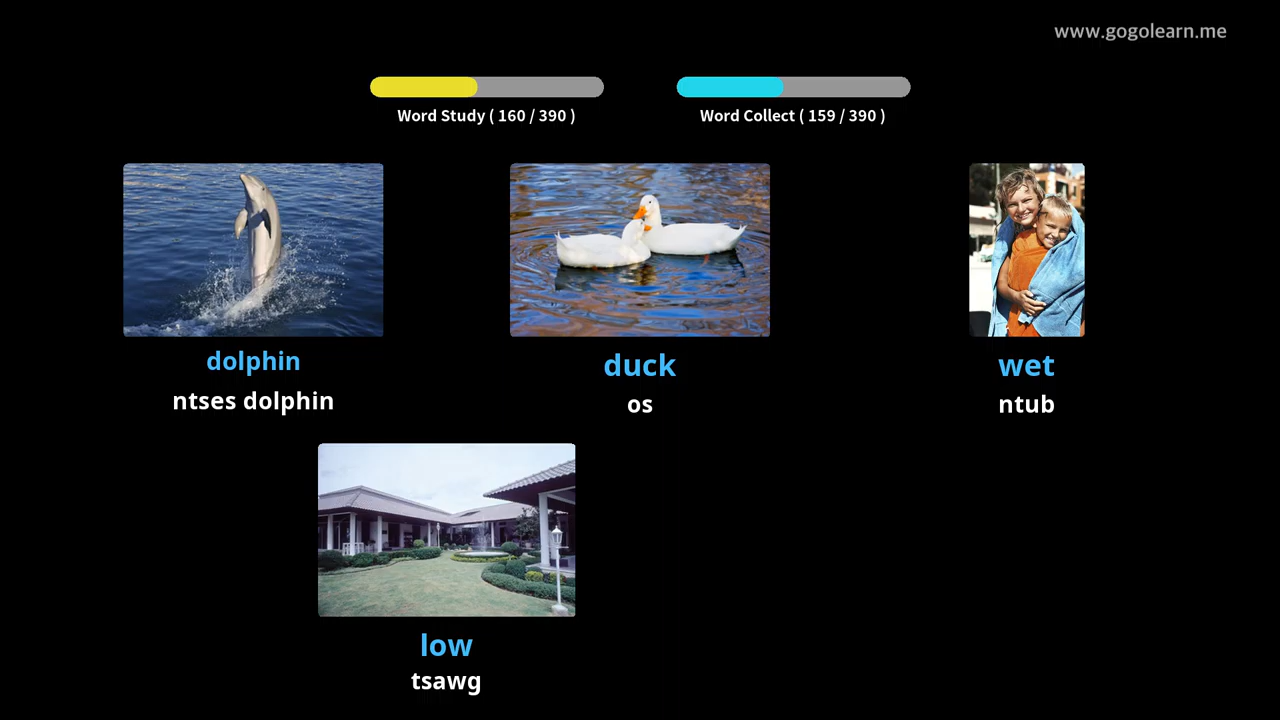 www.gogolearn.me
Word Study ( 160 / 390 )
Word Collect ( 159 / 390 )
dolphin
ntses dolphin
duck
os
wet
ntub
low
tsawg